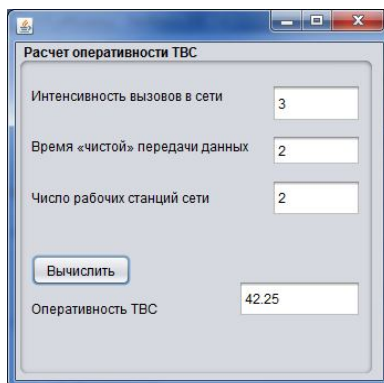 Расчет оперативности ТВС
Интенсивность вызовов в сети 3
Время «чистой» передачи данных 2
Число рабочих станций сети 2
Вычислить
Оперативность ТВС 42.25